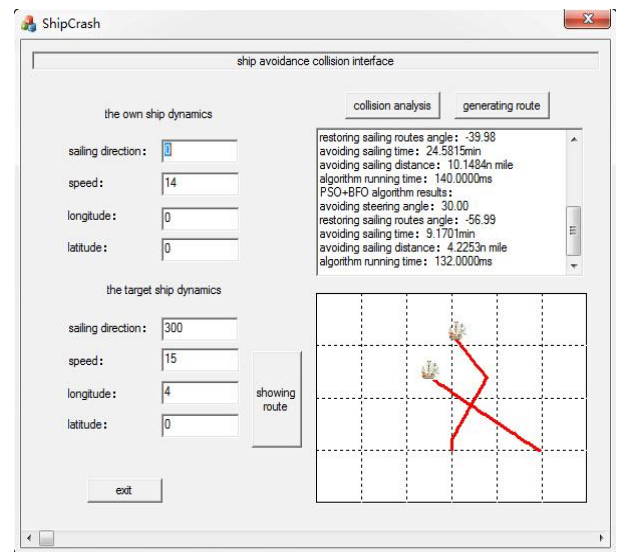 ShipCrash
ship avoidance collision interface
the own ship dynamics
sailing direction:
speed: 14
longitude: 0
latitude: 0
the target ship dynamics
sailing direction: 300
speed: 15
longitude: 4
latitude: 0
showing
route
exit
collision analysis
generating route
restoring sailing routes angle: -39.98
avoiding sailing time: 24.5815min
avoiding sailing distance: 10.1484n mile
algorithm running time: 140.0000ms
PSO+BFO algorithm results:
avoiding steering angle: 30.00
restoring sailing routes angle: -56.99
avoiding sailing time: 9.1701min
avoiding sailing distance: 4.2253n mile
algorithm running time: 132.0000ms